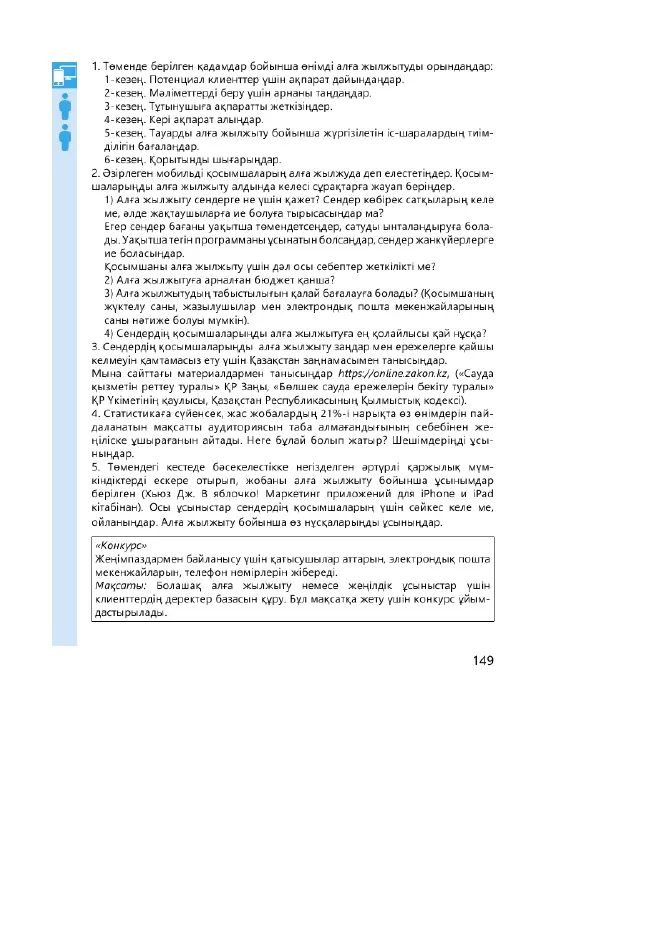 1. Төменде берілген қадамдар бойынша өнімді алға жылжытуды орындаңдар:
1-кезең. Потенциал клиенттер үшін ақпарат дайындаңдар.
2-кезең. Мәліметтерді беру үшін арнаны таңдаңдар.
3-кезең. Тұтынушыға ақпаратты жеткізіңдер.
4-кезең. Кері ақпарат алыңдар.
5-кезең. Тауарды алға жылжыту бойынша жүргізілетін іс-шаралардың тиім-
ділігін бағалаңдар.
6-кезең. Қорытынды шығарыңдар.
2. Әзірлеген мобильді қосымшаларың алға жылжуда деп елестетіңдер. Қосым-
шаларыңды алға жылжыту алдында келесі сұрақтарға жауап беріңдер.
1) Алға жылжыту сендерге не үшін қажет? Сендер көбірек сатқыларың келе
ме, әлде жақтаушыларға ие болуға тырысасыңдар ма?
Егер сендер бағаны уақытша төмендетсеңдер, сатуды ынталандыруға бола-
ды. Уақытша тегін программаны ұсынатын болсаңдар, сендер жанкүйерлерге
ие боласыңдар.
Қосымшаны алға жылжыту үшін дәл осы себептер жеткілікті ме?
2) Алға жылжытуға арналған бюджет қанша?
3) Алға жылжытудың табыстылығын қалай бағалауға болады? (Қосымшаның
жүктелу саны, жазылушылар мен электрондық пошта мекенжайларының
саны нәтиже болуы мүмкін).
4) Сендердің қосымшаларыңды алға жылжытуға ең қолайлысы қай нұсқа?
3. Сендердің қосымшаларыңды алға жылжыту заңдар мен ережелерге қайшы
келмеуін қамтамасыз ету үшін Қазақстан заңнамасымен танысыңдар.
Мына сайттағы материалдармен танысыңдар https://online.zakon.kz, («Сауда
қызметін реттеу туралы» ҚР Заңы, «Бөлшек сауда ережелерін бекіту туралы»
ҚР Үкіметінің қаулысы, Қазақстан Республикасының Қылмыстық кодексі).
4. Статистикаға сүйенсек, жас жобалардың 21%-і нарықта өз өнімдерін пай-
даланатын мақсатты аудиториясын таба алмағандығының себебінен же-
ңіліске ұшырағанын айтады. Неге бұлай болып жатыр? Шешімдеріңді ұсы-
ныңдар.
5. Төмендегі кестеде бәсекелестікке негізделген әртүрлі қаржылық мүм-
кіндіктерді ескере отырып, жобаны алға жылжыту бойынша ұсынымдар
берілген (Хьюз Дж. В яблочко! Маркетинг приложений для iPhone и iPad
кітабінан). Осы ұсыныстар сендердің қосымшаларың үшін сәйкес келе ме,
ойланыңдар. Алға жылжыту бойынша өз нұсқаларыңды ұсыныңдар.
«Конкурс»
Жеңімпаздармен байланысу үшін қатысушылар аттарын, электрондық пошта
мекенжайларын, телефон нөмірлерін жібереді.
Мақсаты: Болашақ алға жылжыту немесе жеңілдік ұсыныстар үшін
клиенттердің деректер базасын құру. Бұл мақсатқа жету үшін конкурс ұйым-
дастырылады.
149